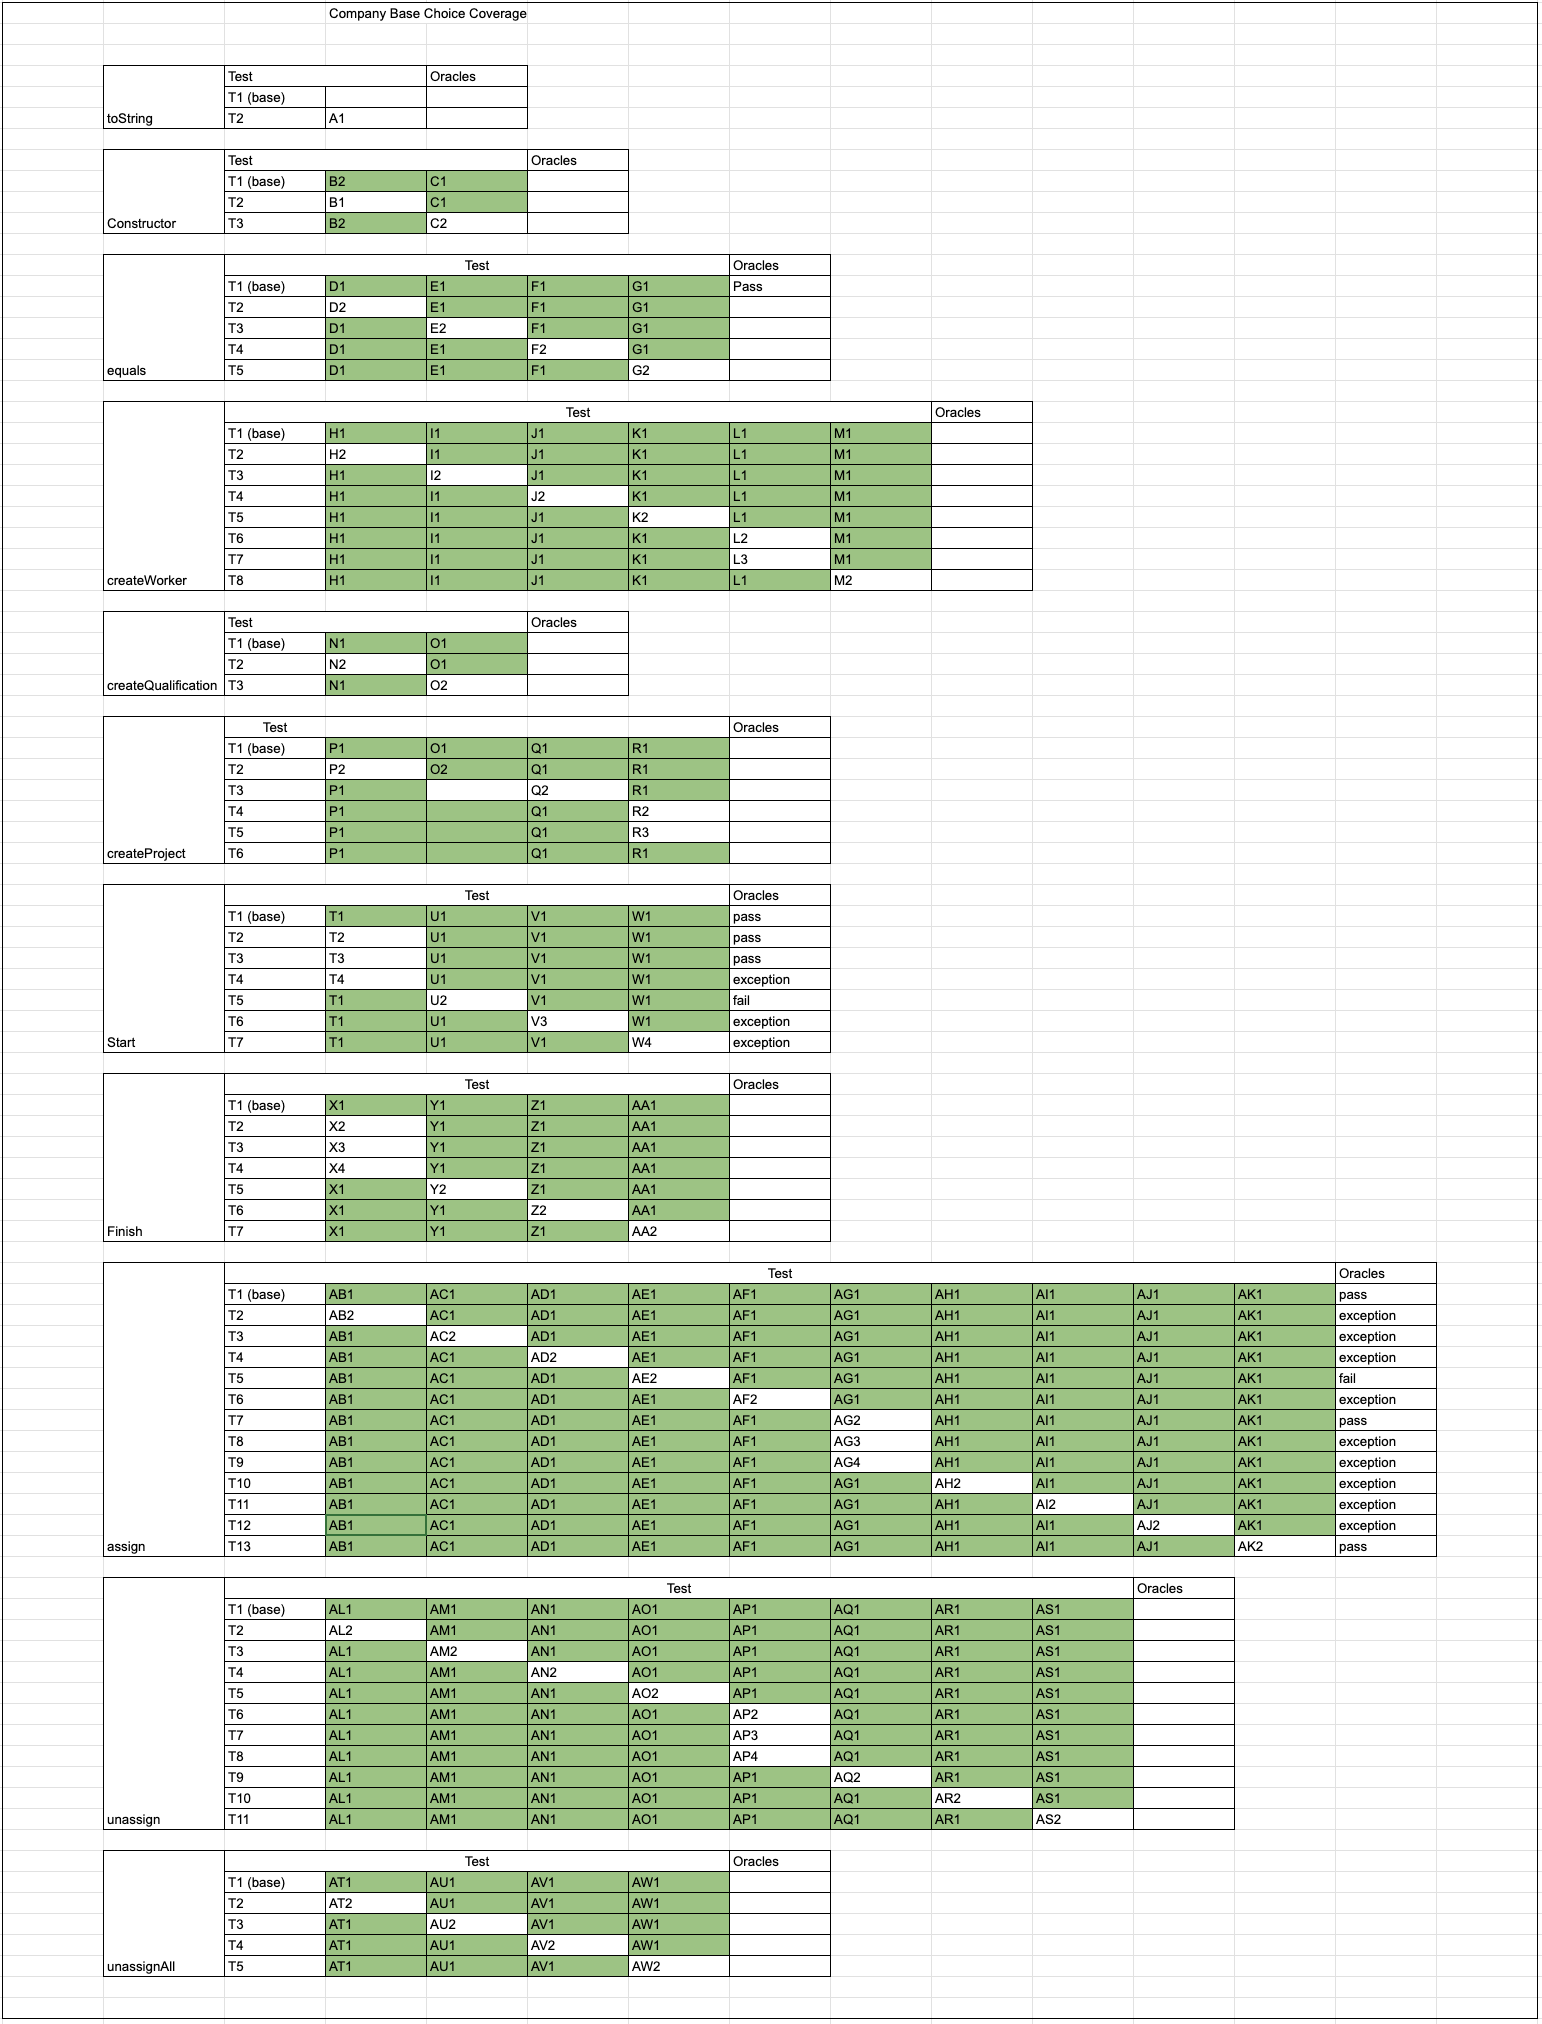 Company Base Choice Coverage
Test Oracles
T1 (base)
toString T2 A1
Test Oracles
T1 (base) B2 C1
T2 B1 C1
Constructor T3 B2 C2
Test Oracles
T1 (base) D1 E1 F1 G1 Pass
T2 D2 E1 F1 G1
T3 D1 E2 F1 G1
T4 D1 E1 F2 G1
equals T5 D1 E1 F1 G2
Test Oracles
T1 (base) H1 I1 J1 K1 L1 M1
T2 H2 I1 J1 K1 L1 M1
T3 H1 I2 J1 K1 L1 M1
T4 H1 I1 J2 K1 L1 M1
T5 H1 I1 J1 K2 L1 M1
T6 H1 I1 J1 K1 L2 M1
T7 H1 I1 J1 K1 L3 M1
createWorker T8 H1 I1 J1 K1 L1 M2
Test Oracles
T1 (base) N1 O1
T2 N2 O1
createQualification T3 N1 O2
Test Oracles
T1 (base) P1 O1 Q1 R1
T2 P2 O2 Q1 R1
T3 P1 Q2 R1
T4 P1 Q1 R2
T5 P1 Q1 R3
createProject T6 P1 Q1 R1
Test Oracles
T1 (base) T1 U1 V1 W1 pass
T2 T2 U1 V1 W1 pass
T3 T3 U1 V1 W1 pass
T4 T4 U1 V1 W1 exception
T5 T1 U2 V1 W1 fail
T6 T1 U1 V3 W1 exception
Start T7 T1 U1 V1 W4 exception
Test Oracles
T1 (base) X1 Y1 Z1 AA1
T2 X2 Y1 Z1 AA1
T3 X3 Y1 Z1 AA1
T4 X4 Y1 Z1 AA1
T5 X1 Y2 Z1 AA1
T6 X1 Y1 Z2 AA1
Finish T7 X1 Y1 Z1 AA2
Test Oracles
T1 (base) AB1 AC1 AD1 AE1 AF1 AG1 AH1 AI1 AJ1 AK1 pass
T2 AB2 AC1 AD1 AE1 AF1 AG1 AH1 AI1 AJ1 AK1 exception
T3 AB1 AC2 AD1 AE1 AF1 AG1 AH1 AI1 AJ1 AK1 exception
T4 AB1 AC1 AD2 AE1 AF1 AG1 AH1 AI1 AJ1 AK1 exception
T5 AB1 AC1 AD1 AE2 AF1 AG1 AH1 AI1 AJ1 AK1 fail
T6 AB1 AC1 AD1 AE1 AF2 AG1 AH1 AI1 AJ1 AK1 exception
T7 AB1 AC1 AD1 AE1 AF1 AG2 AH1 AI1 AJ1 AK1 pass
T8 AB1 AC1 AD1 AE1 AF1 AG3 AH1 AI1 AJ1 AK1 exception
T9 AB1 AC1 AD1 AE1 AF1 AG4 AH1 AI1 AJ1 AK1 exception
T10 AB1 AC1 AD1 AE1 AF1 AG1 AH2 AI1 AJ1 AK1 exception
T11 AB1 AC1 AD1 AE1 AF1 AG1 AH1 AI2 AJ1 AK1 exception
T12 AB1 AC1 AD1 AE1 AF1 AG1 AH1 AI1 AJ2 AK1 exception
assign T13 AB1 AC1 AD1 AE1 AF1 AG1 AH1 AI1 AJ1 AK2 pass
Test Oracles
T1 (base) AL1 AM1 AN1 AO1 AP1 AQ1 AR1 AS1
T2 AL2 AM1 AN1 AO1 AP1 AQ1 AR1 AS1
T3 AL1 AM2 AN1 AO1 AP1 AQ1 AR1 AS1
T4 AL1 AM1 AN2 AO1 AP1 AQ1 AR1 AS1
T5 AL1 AM1 AN1 AO2 AP1 AQ1 AR1 AS1
T6 AL1 AM1 AN1 AO1 AP2 AQ1 AR1 AS1
T7 AL1 AM1 AN1 AO1 AP3 AQ1 AR1 AS1
T8 AL1 AM1 AN1 AO1 AP4 AQ1 AR1 AS1
T9 AL1 AM1 AN1 AO1 AP1 AQ2 AR1 AS1
T10 AL1 AM1 AN1 AO1 AP1 AQ1 AR2 AS1
unassign T11 AL1 AM1 AN1 AO1 AP1 AQ1 AR1 AS2
Test Oracles
T1 (base) AT1 AU1 AV1 AW1
T2 AT2 AU1 AV1 AW1
T3 AT1 AU2 AV1 AW1
T4 AT1 AU1 AV2 AW1
unassignAll T5 AT1 AU1 AV1 AW2